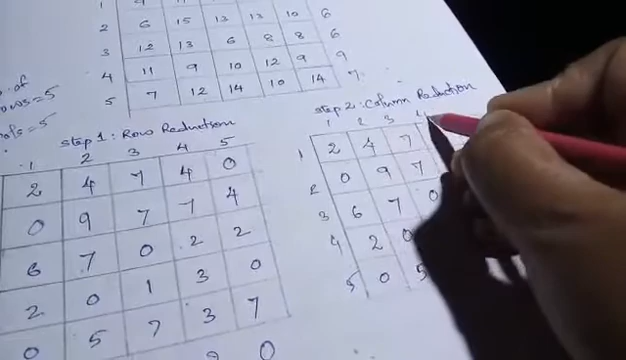 2 6 15 13 13 10 6
3 12 13 6 8 8 6
4 11 9 10 12 9 9
5 7 12 14 10 14 7
of
ows=5
ols=5
Step 1: Row Reduction
1 2 3 4 5
2 4 7 4 0
0 9 7 7 4
6 7 0 2 2
2 0 1 3 0
0 5 7 3 7
0
Step 2: Column Reduction
1 2 3
1 2 4 7
2 0 9 7
3 6 7 0
4 2 0
5 0 5